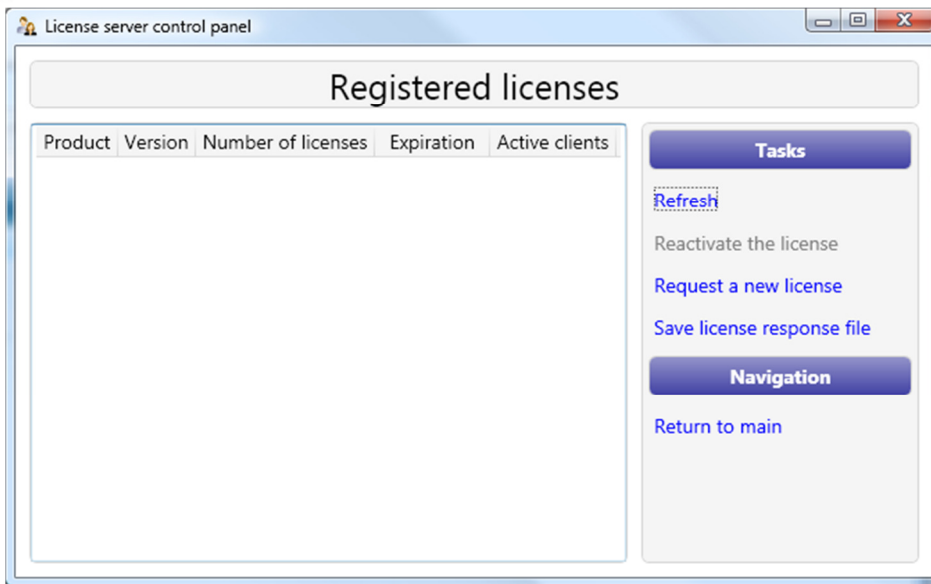 License server control panel
Registered licenses
Product Version Number of licenses Expiration Active clients
Tasks
Refresh
Reactivate the license
Request a new license
Save license response file
Navigation
Return to main